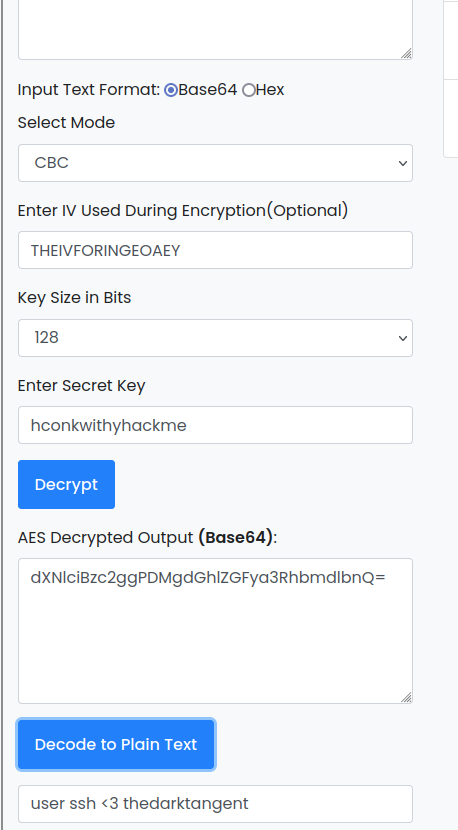 Input Text Format: Base64 Hex
Select Mode
CBC
Enter IV Used During Encryption(Optional)
THEIVFORINGEOAEY
Key Size in Bits
128
Enter Secret Key
hconkwithyhackme
Decrypt
AES Decrypted Output (Base64):
dXNlciBzc2ggPDMgdGhlZGFya3RhbmdlbnQ=
Decode to Plain Text
user ssh <3 thedarktangent